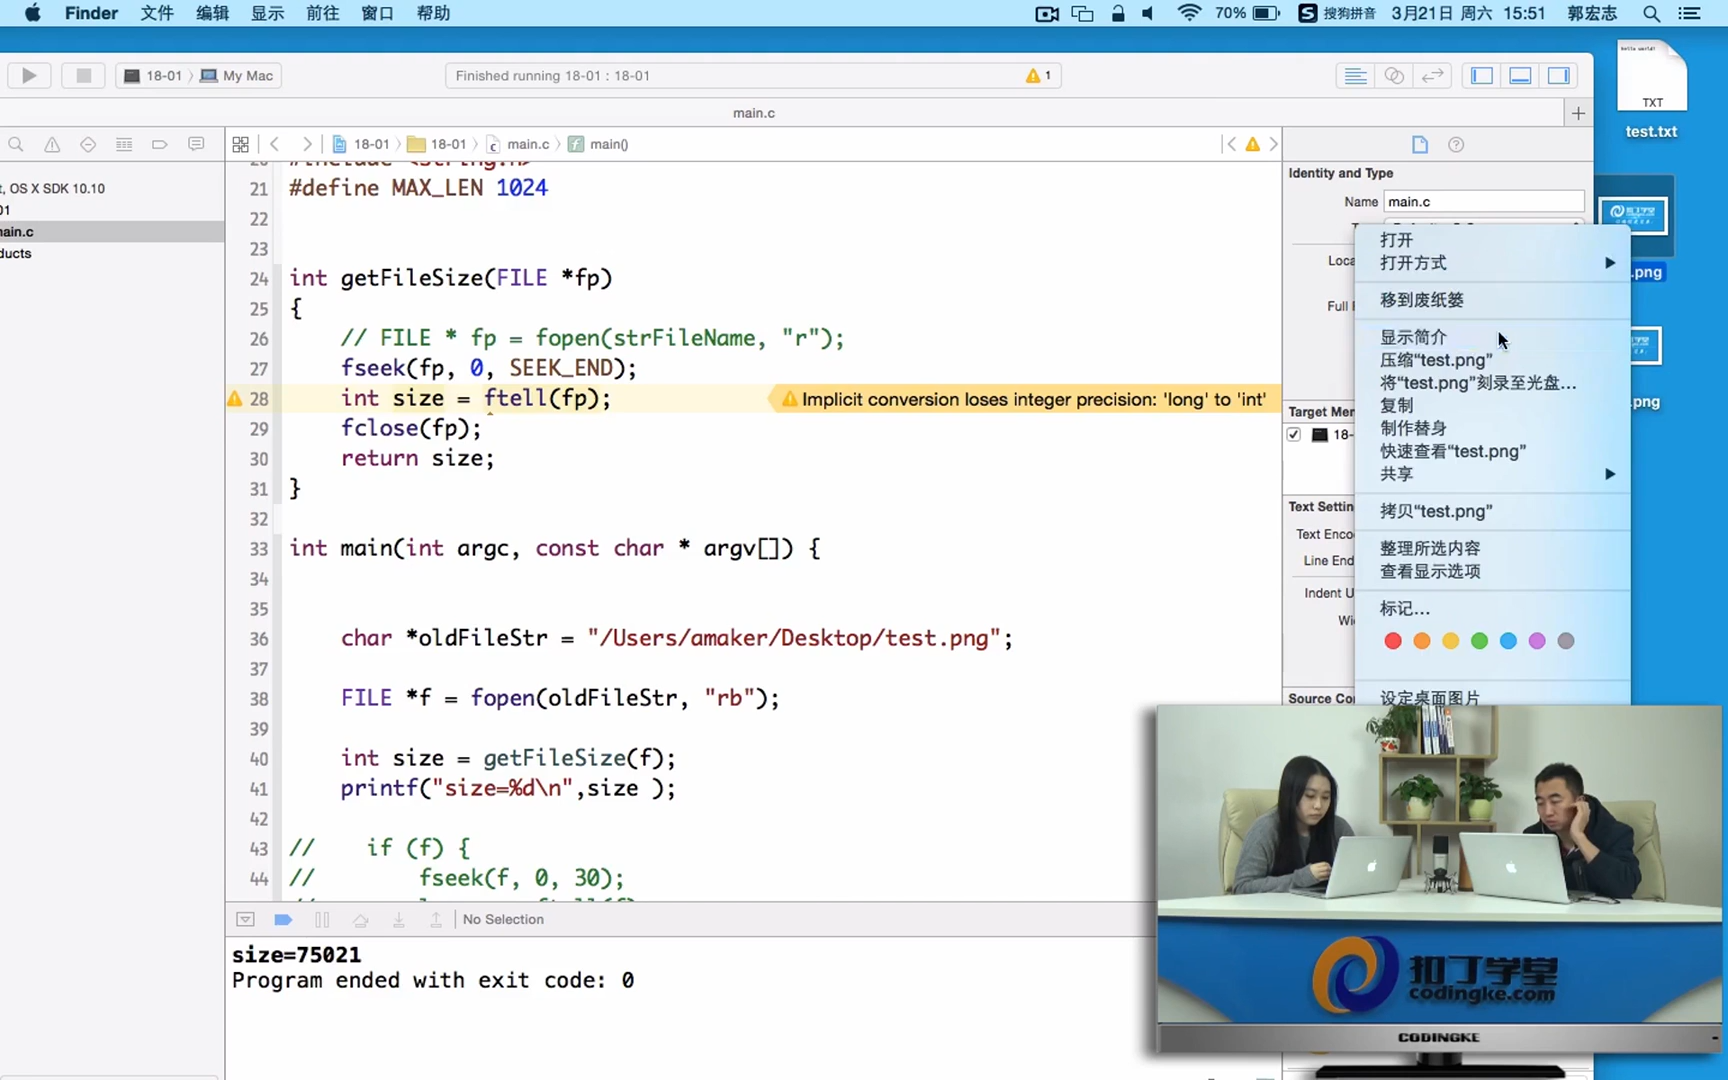 Finder 文件 编辑 显示 前往 窗口 帮助 70% S 搜狗拼音 3月21日 周六 15:51 郭宏志
18-01 My Mac Finished running 18-01 : 18-01 1
main.c
18-01 18-01 main.c main()
t, OS X SDK 10.10
01
main.c
ducts
21 #define MAX_LEN 1024
22
23
24 int getFileSize(FILE *fp)
25 {
26 // FILE * fp = fopen(strFileName, "r");
27 fseek(fp, 0, SEEK_END);
28 int size = ftell(fp); Implicit conversion loses integer precision: 'long' to 'int'
29 fclose(fp);
30 return size;
31 }
32
33 int main(int argc, const char * argv[]) {
34
35
36 char *oldFileStr = "/Users/amaker/Desktop/test.png";
37
38 FILE *f = fopen(oldFileStr, "rb");
39
40 int size = getFileSize(f);
41 printf("size=%d\n",size );
42
43 // if (f) {
44 // fseek(f, 0, 30);
No Selection
size=75021
Program ended with exit code: 0
Identity and Type
Name main.c
Loca
Full
Target Mem
18-
Text Settin
Text Enco
Line End
Indent U
Wi
Source Co
打开
打开方式
移到废纸篓
显示简介
压缩“test.png”
将“test.png”刻录至光盘...
复制
制作替身
快速查看“test.png”
共享
拷贝“test.png”
整理所选内容
查看显示选项
标记...
设定桌面图片
hello world!
TXT
test.txt
.png
.png
扣丁学堂
codingke.com
CODINGKE